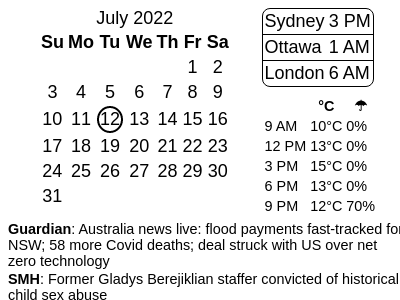 July 2022
Su Mo Tu We Th Fr Sa
1 2
3 4 5 6 7 8 9
10 11 12 13 14 15 16
17 18 19 20 21 22 23
24 25 26 27 28 29 30
31
Sydney 3 PM
Ottawa 1 AM
London 6 AM
°C ☂
9 AM 10°C 0%
12 PM 13°C 0%
3 PM 15°C 0%
6 PM 13°C 0%
9 PM 12°C 70%
Guardian: Australia news live: flood payments fast-tracked for
NSW; 58 more Covid deaths; deal struck with US over net
zero technology
SMH: Former Gladys Berejiklian staffer convicted of historical
child sex abuse